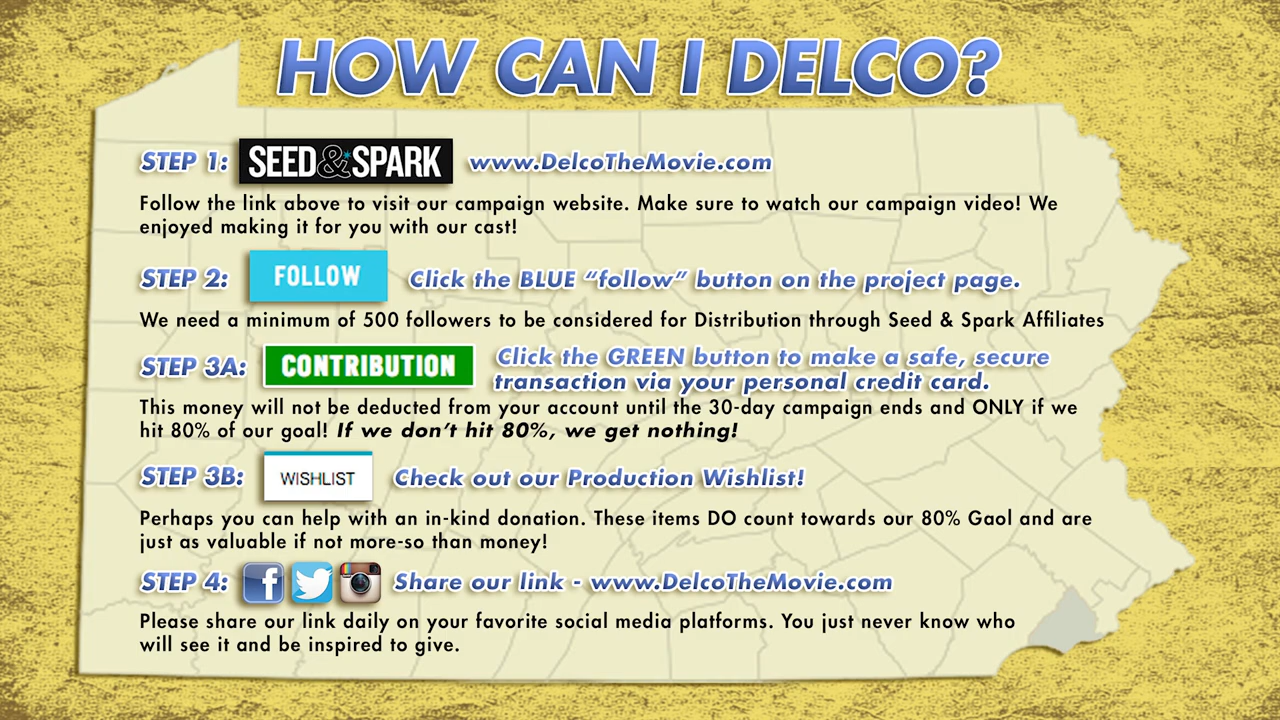 HOW CAN I DELCO?
STEP 1: SEED&SPARK www.DelcoTheMovie.com
Follow the link above to visit our campaign website. Make sure to watch our campaign video! We
enjoyed making it for you with our cast!
STEP 2: FOLLOW Click the BLUE “follow” button on the project page.
We need a minimum of 500 followers to be considered for Distribution through Seed & Spark Affiliates
STEP 3A: CONTRIBUTION Click the GREEN button to make a safe, secure
transaction via your personal credit card.
This money will not be deducted from your account until the 30-day campaign ends and ONLY if we
hit 80% of our goal! If we don’t hit 80%, we get nothing!
STEP 3B: WISHLIST Check out our Production Wishlist!
Perhaps you can help with an in-kind donation. These items DO count towards our 80% Gaol and are
just as valuable if not more-so than money!
STEP 4: f Share our link - www.DelcoTheMovie.com
Please share our link daily on your favorite social media platforms. You just never know who
will see it and be inspired to give.